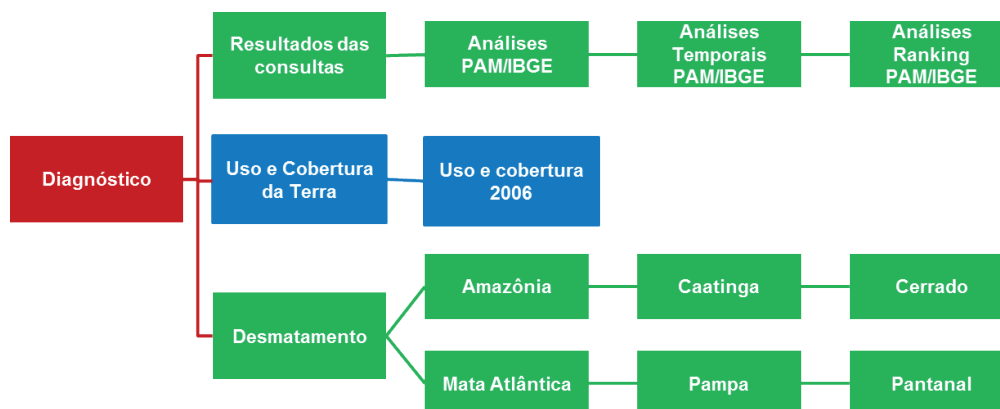 Diagnóstico
Resultados das
consultas
Análises
PAM/IBGE
Análises
Temporais
PAM/IBGE
Análises
Ranking
PAM/IBGE
Uso e Cobertura
da Terra
Uso e cobertura
2006
Desmatamento
Amazônia
Caatinga
Cerrado
Mata Atlântica
Pampa
Pantanal